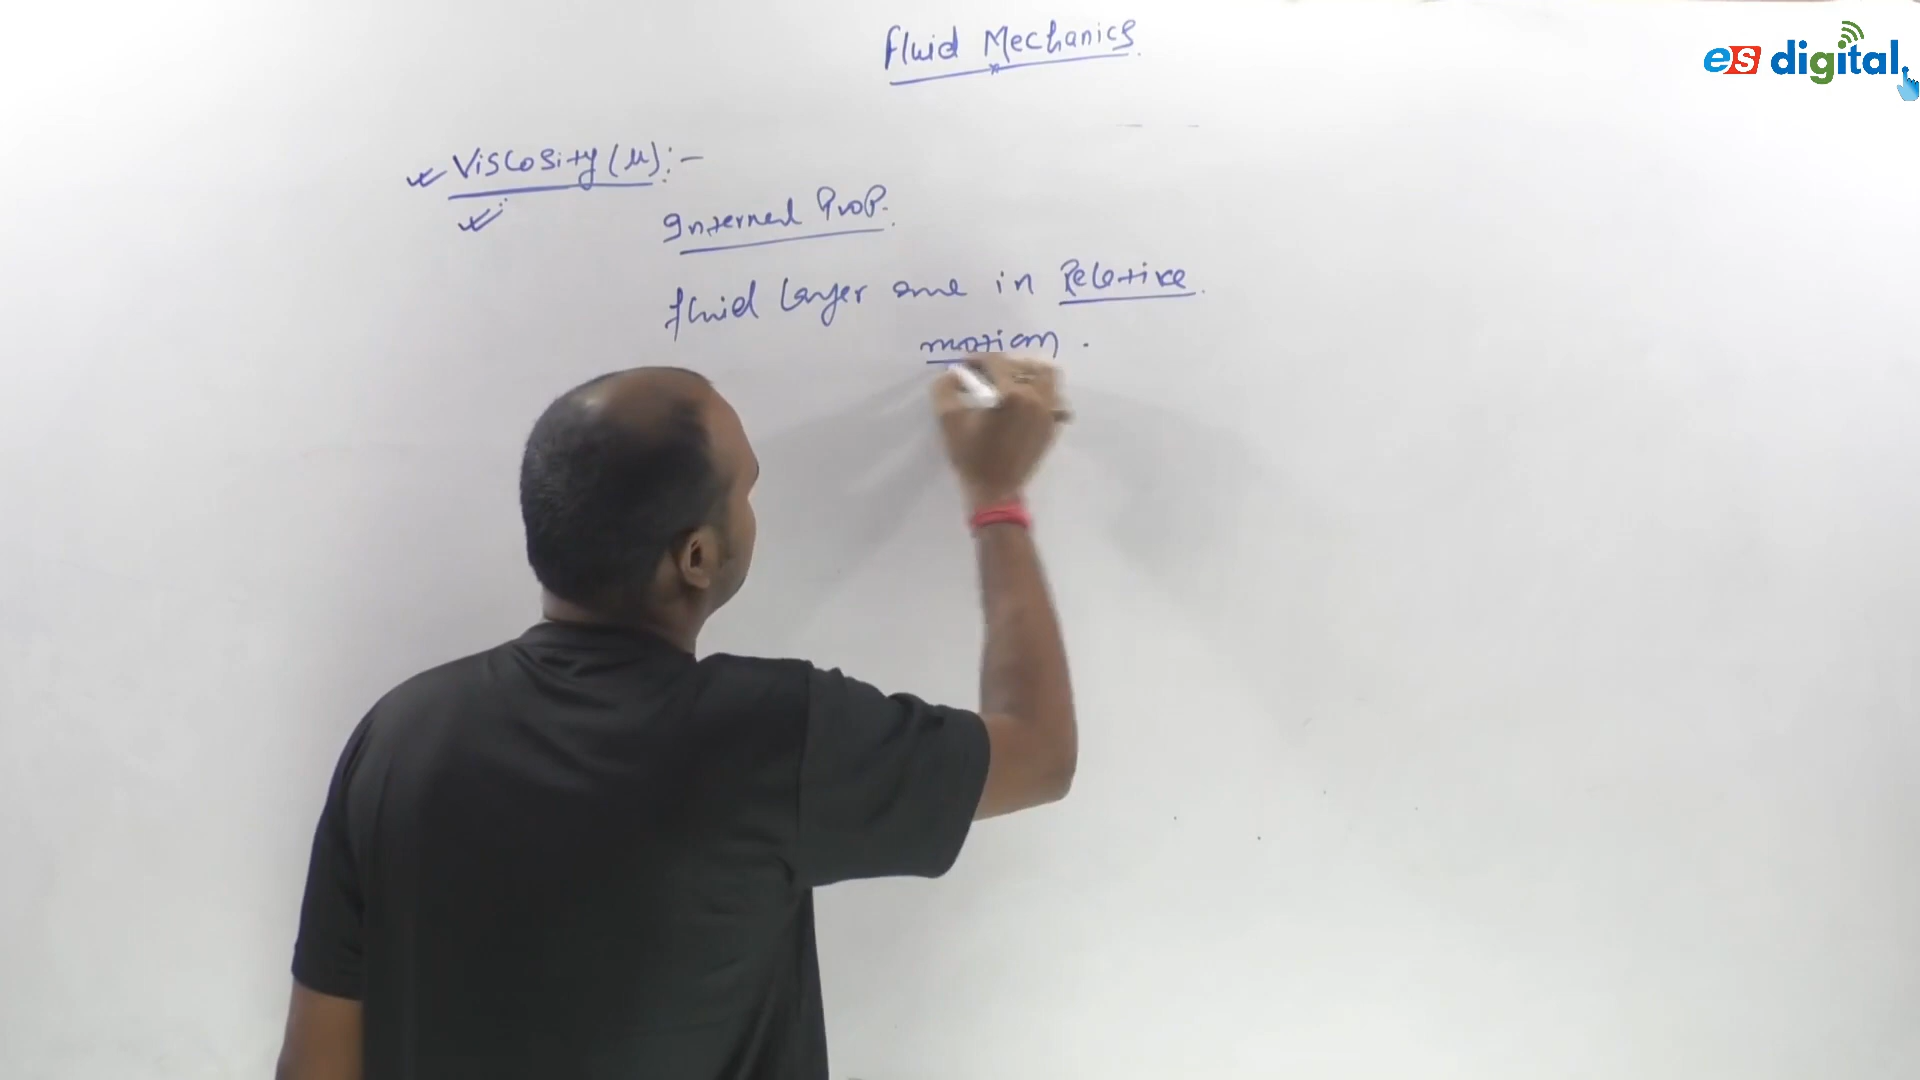 Fluid Mechanics
es digital
Viscosity (μ) :-
Internal Prop.
fluid layer are in Relative
motion .